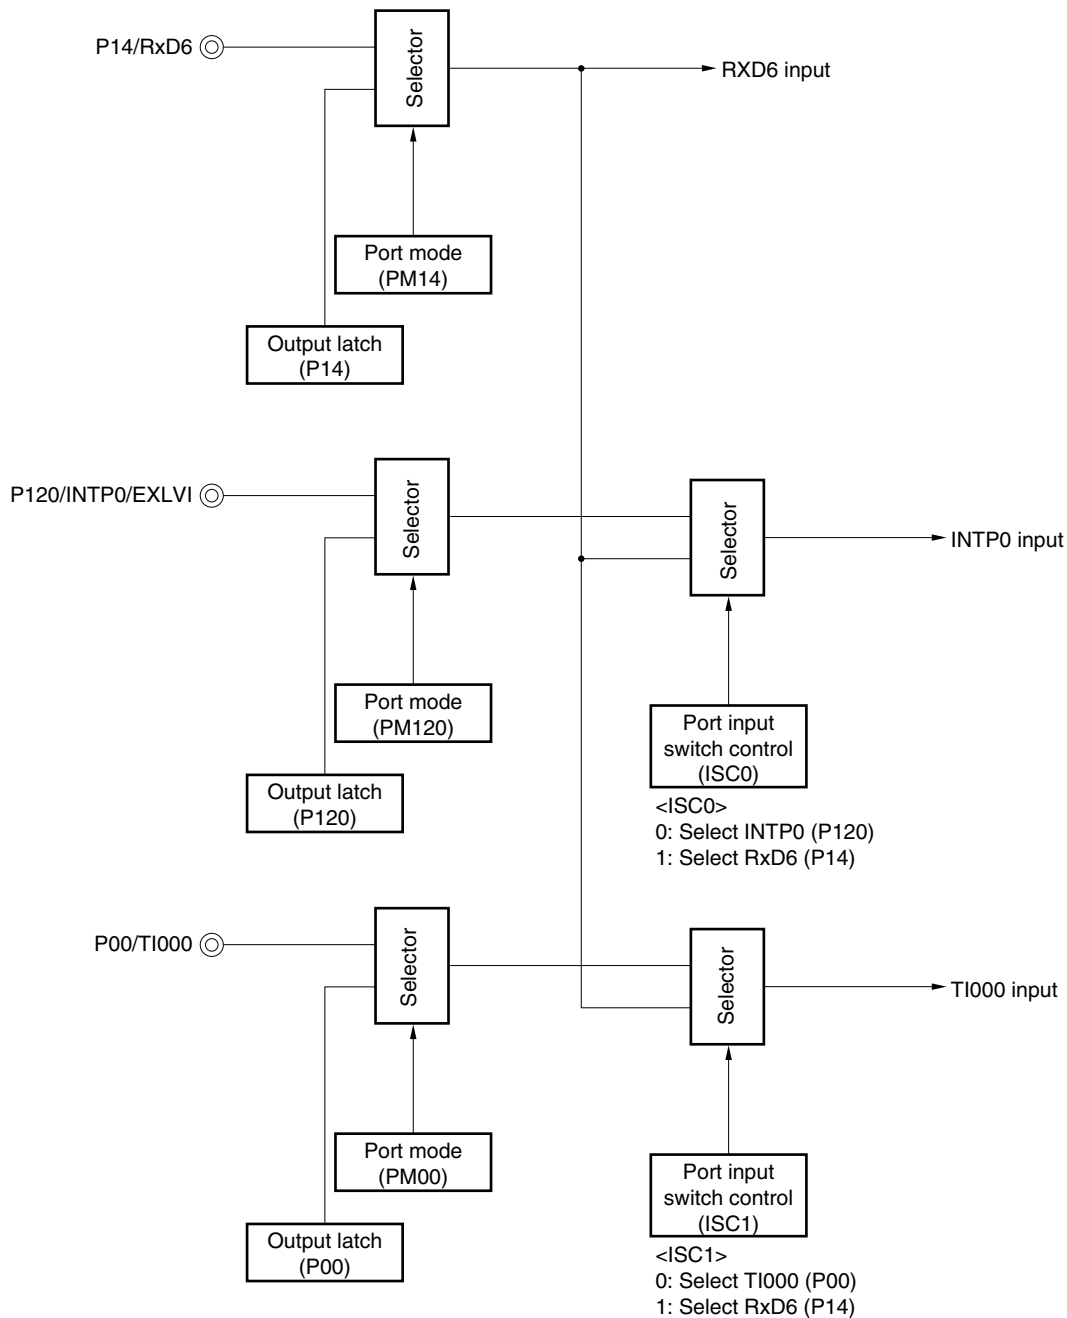 P14/RxD6
Selector
RXD6 input
Port mode
(PM14)
Output latch
(P14)
P120/INTP0/EXLVI
Selector
Selector
INTP0 input
Port mode
(PM120)
Port input
switch control
(ISC0)
Output latch
(P120)
<ISC0>
0: Select INTP0 (P120)
1: Select RxD6 (P14)
P00/TI000
Selector
Selector
TI000 input
Port mode
(PM00)
Port input
switch control
(ISC1)
Output latch
(P00)
<ISC1>
0: Select TI000 (P00)
1: Select RxD6 (P14)